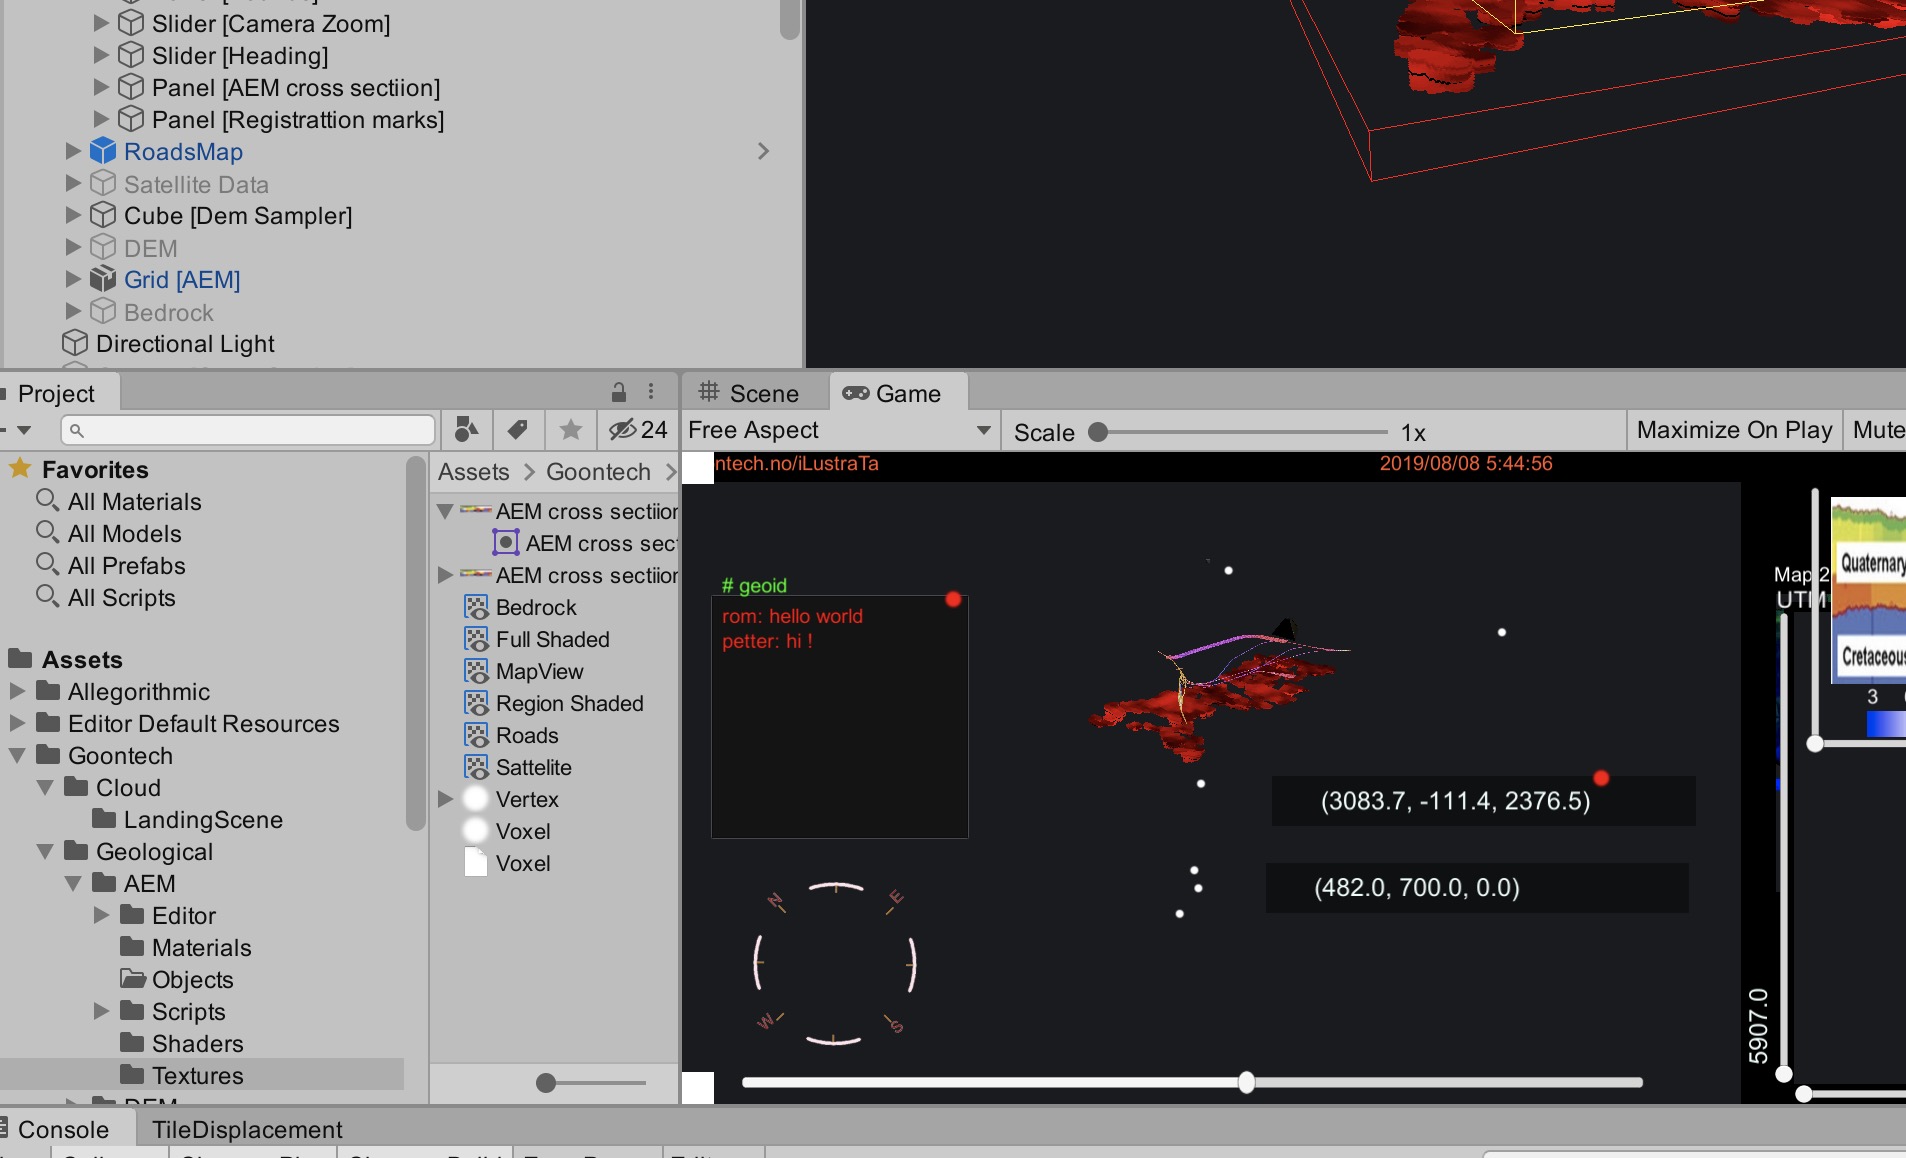 Slider [Camera Zoom]
Slider [Heading]
Panel [AEM cross sectiion]
Panel [Registrattion marks]
RoadsMap
Satellite Data
Cube [Dem Sampler]
DEM
Grid [AEM]
Bedrock
Directional Light
Project
24
Favorites
All Materials
All Models
All Prefabs
All Scripts
Assets
Allegorithmic
Editor Default Resources
Goontech
Cloud
LandingScene
Geological
AEM
Editor
Materials
Objects
Scripts
Shaders
Textures
DEM
Assets > Goontech >
AEM cross sectiion
AEM cross sect
AEM cross sectiion
Bedrock
Full Shaded
MapView
Region Shaded
Roads
Sattelite
Vertex
Voxel
Voxel
Scene
Game
Free Aspect
Scale
1x
Maximize On Play
Mute
ntech.no/iLustraTa
2019/08/08 5:44:56
# geoid
rom: hello world
petter: hi !
(3083.7, -111.4, 2376.5)
(482.0, 700.0, 0.0)
N
E
W
S
Map 2
UTM
Quaternary
Cretaceous
3
5907.0
Console
TileDisplacement